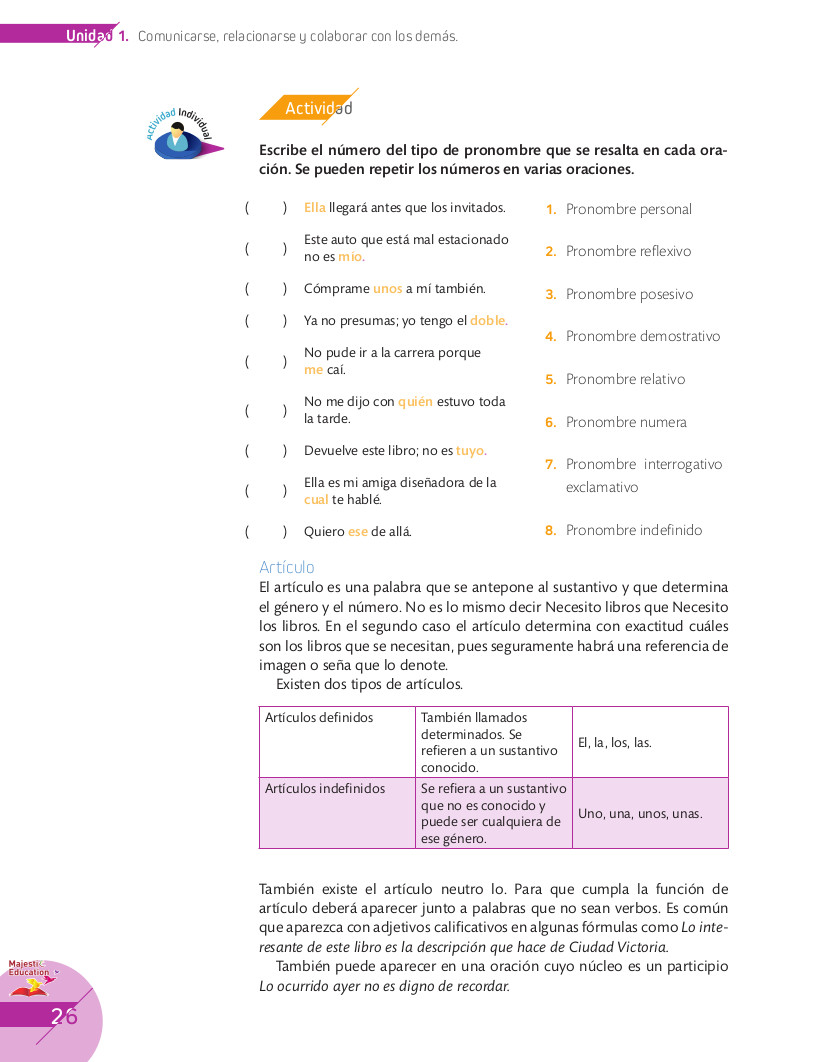 Unidad 1. Comunicarse, relacionarse y colaborar con los demás.
Actividad Individual
Actividad
Escribe el número del tipo de pronombre que se resalta en cada ora-
ción. Se pueden repetir los números en varias oraciones.
( ) Ella llegará antes que los invitados.
( ) Este auto que está mal estacionado
no es mío.
( ) Cómprame unos a mí también.
( ) Ya no presumas; yo tengo el doble.
( ) No pude ir a la carrera porque
me caí.
( ) No me dijo con quién estuvo toda
la tarde.
( ) Devuelve este libro; no es tuyo.
( ) Ella es mi amiga diseñadora de la
cual te hablé.
( ) Quiero ese de allá.
1. Pronombre personal
2. Pronombre reflexivo
3. Pronombre posesivo
4. Pronombre demostrativo
5. Pronombre relativo
6. Pronombre numera
7. Pronombre interrogativo
exclamativo
8. Pronombre indefinido
Artículo
El artículo es una palabra que se antepone al sustantivo y que determina
el género y el número. No es lo mismo decir Necesito libros que Necesito
los libros. En el segundo caso el artículo determina con exactitud cuáles
son los libros que se necesitan, pues seguramente habrá una referencia de
imagen o seña que lo denote.
Existen dos tipos de artículos.
Artículos definidos
También llamados
determinados. Se
refieren a un sustantivo
conocido.
El, la, los, las.
Artículos indefinidos
Se refiera a un sustantivo
que no es conocido y
puede ser cualquiera de
ese género.
Uno, una, unos, unas.
También existe el artículo neutro lo. Para que cumpla la función de
artículo deberá aparecer junto a palabras que no sean verbos. Es común
que aparezca con adjetivos calificativos en algunas fórmulas como Lo inte-
resante de este libro es la descripción que hace de Ciudad Victoria.
También puede aparecer en una oración cuyo núcleo es un participio
Lo ocurrido ayer no es digno de recordar.
Majestic
Education
26